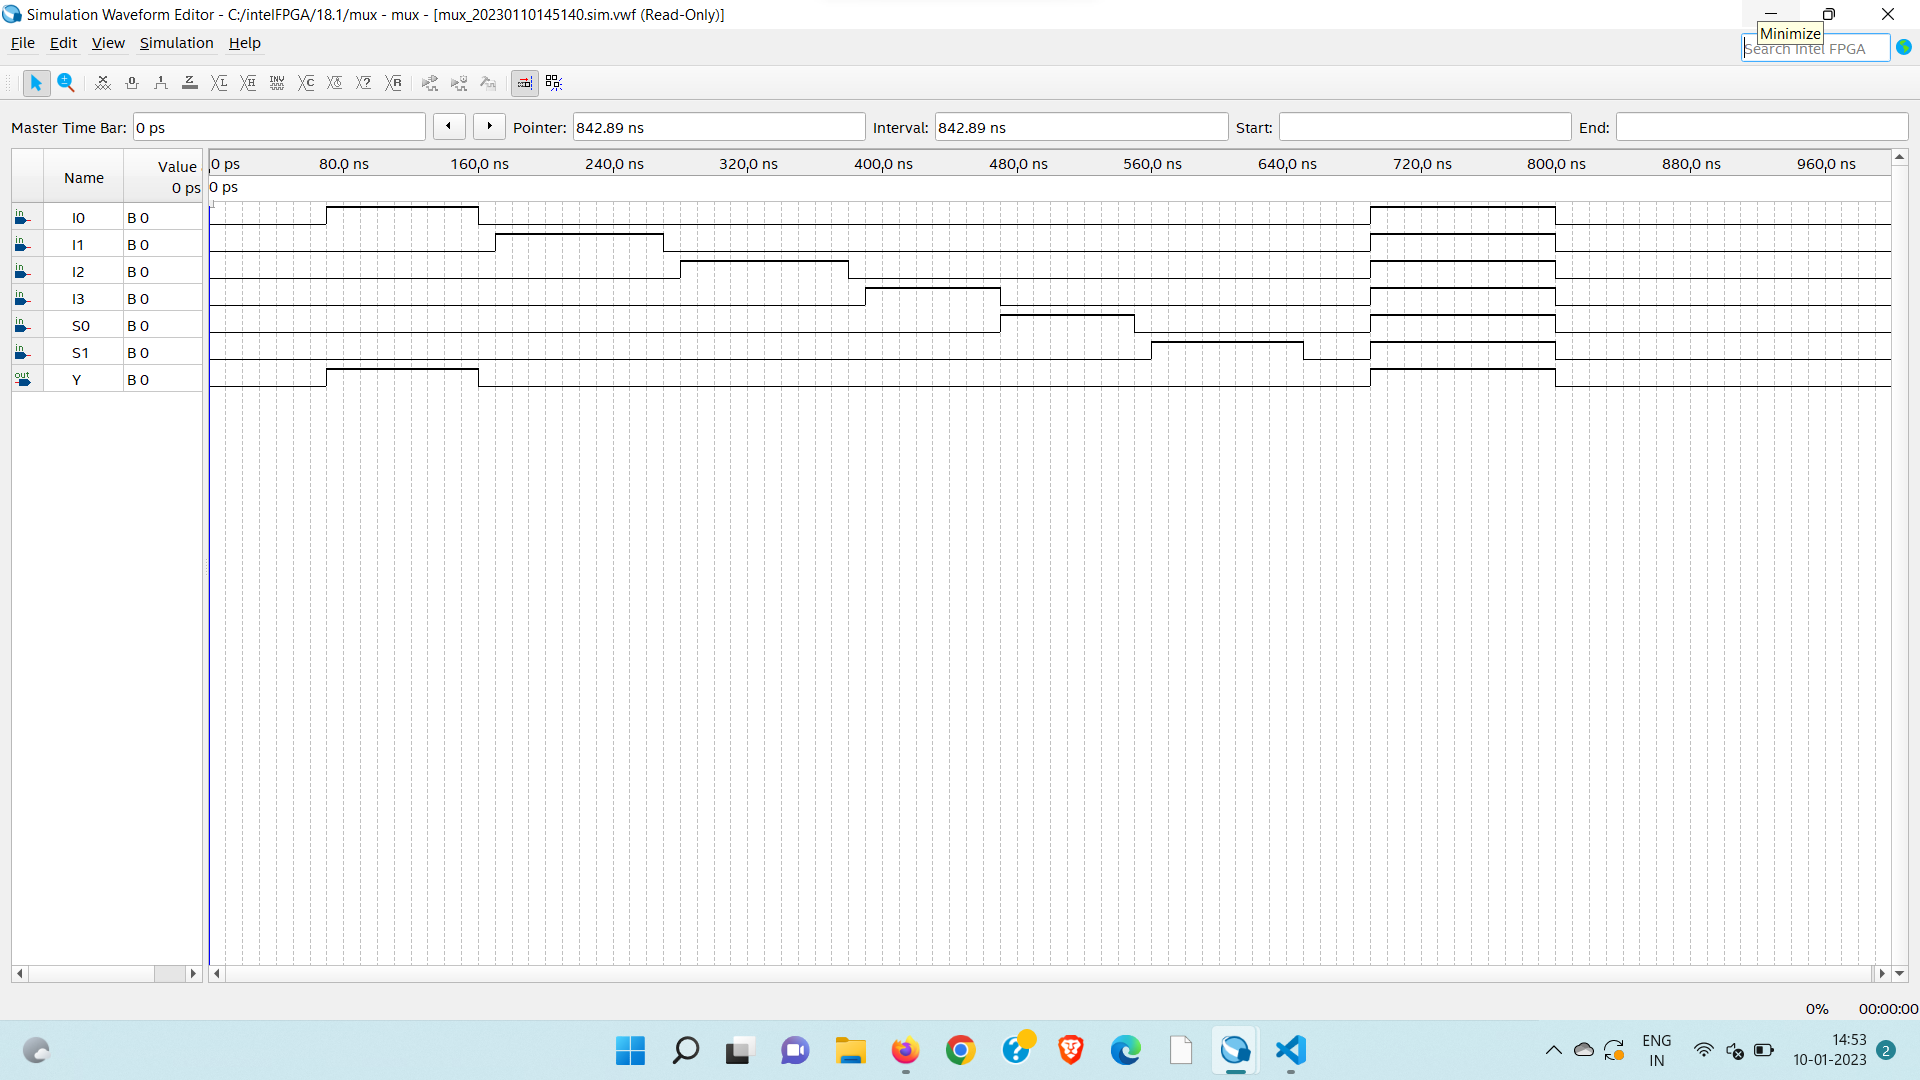 Simulation Waveform Editor - C:/intelFPGA/18.1/mux - mux - [mux_20230110145140.sim.vwf (Read-Only)]
File Edit View Simulation Help
Minimize
Search Intel FPGA
Master Time Bar: 0 ps Pointer: 842.89 ns Interval: 842.89 ns Start: End:
Name Value 0 ps
0 ps 80,0 ns 160,0 ns 240,0 ns 320,0 ns 400,0 ns 480,0 ns 560,0 ns 640,0 ns 720,0 ns 800,0 ns 880,0 ns 960,0 ns
0 ps
in I0 B 0
in I1 B 0
in I2 B 0
in I3 B 0
in S0 B 0
in S1 B 0
out Y B 0
0% 00:00:00
ENG IN
14:53
10-01-2023
2